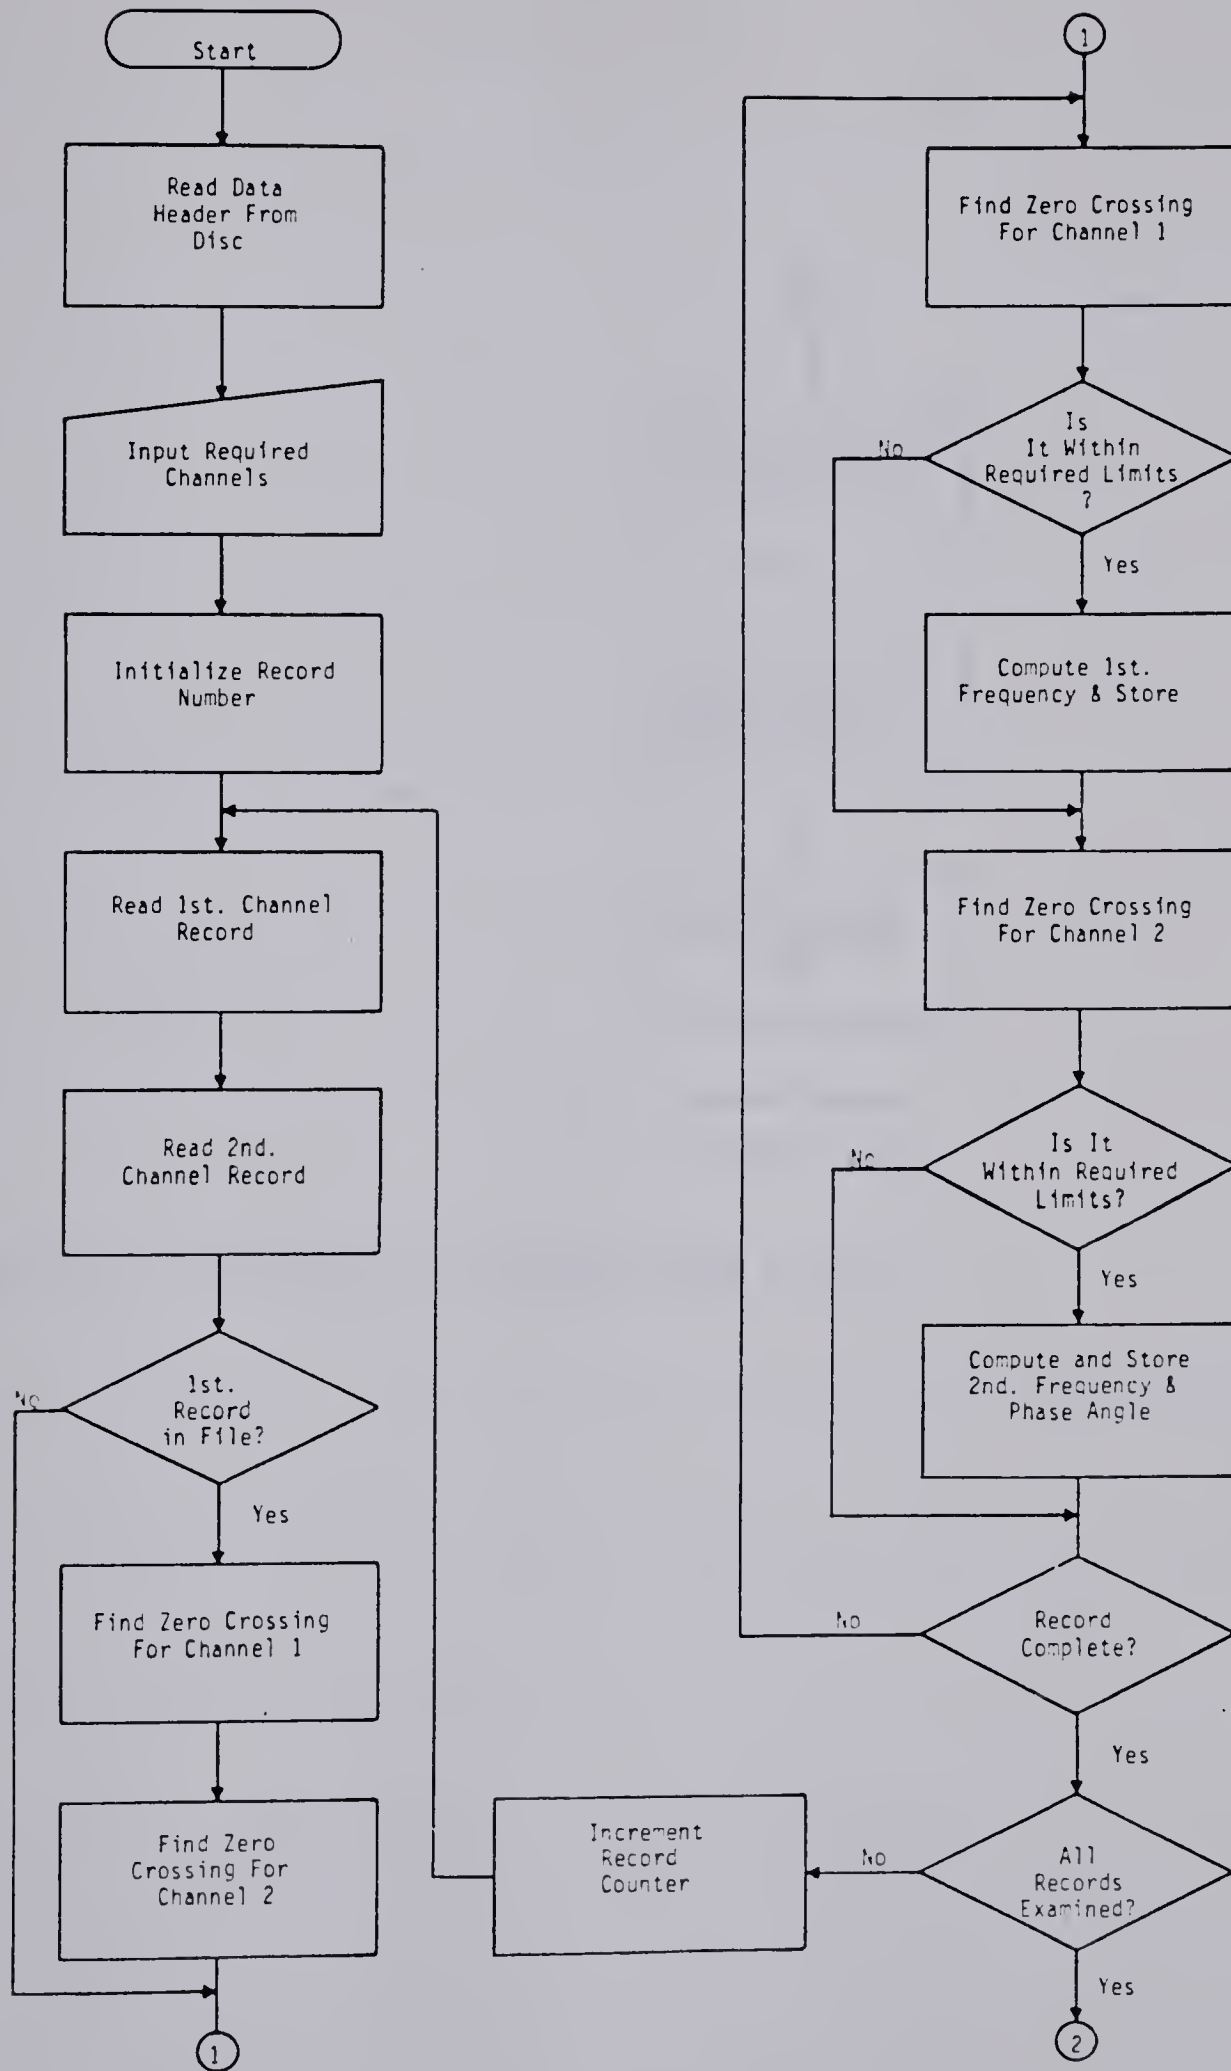 Start
Read Data
Header From
Disc
Input Required
Channels
Initialize Record
Number
Read 1st. Channel
Record
Read 2nd.
Channel Record
1st.
Record
in File?
No
Yes
Find Zero Crossing
For Channel 1
Find Zero
Crossing For
Channel 2
1
1
Find Zero Crossing
For Channel 1
Is
It Within
Required Limits
?
No
Yes
Compute 1st.
Frequency & Store
Find Zero Crossing
For Channel 2
Is It
Within Required
Limits?
No
Yes
Compute and Store
2nd. Frequency &
Phase Angle
Record
Complete?
No
Yes
All
Records
Examined?
No
Increment
Record
Counter
Yes
2